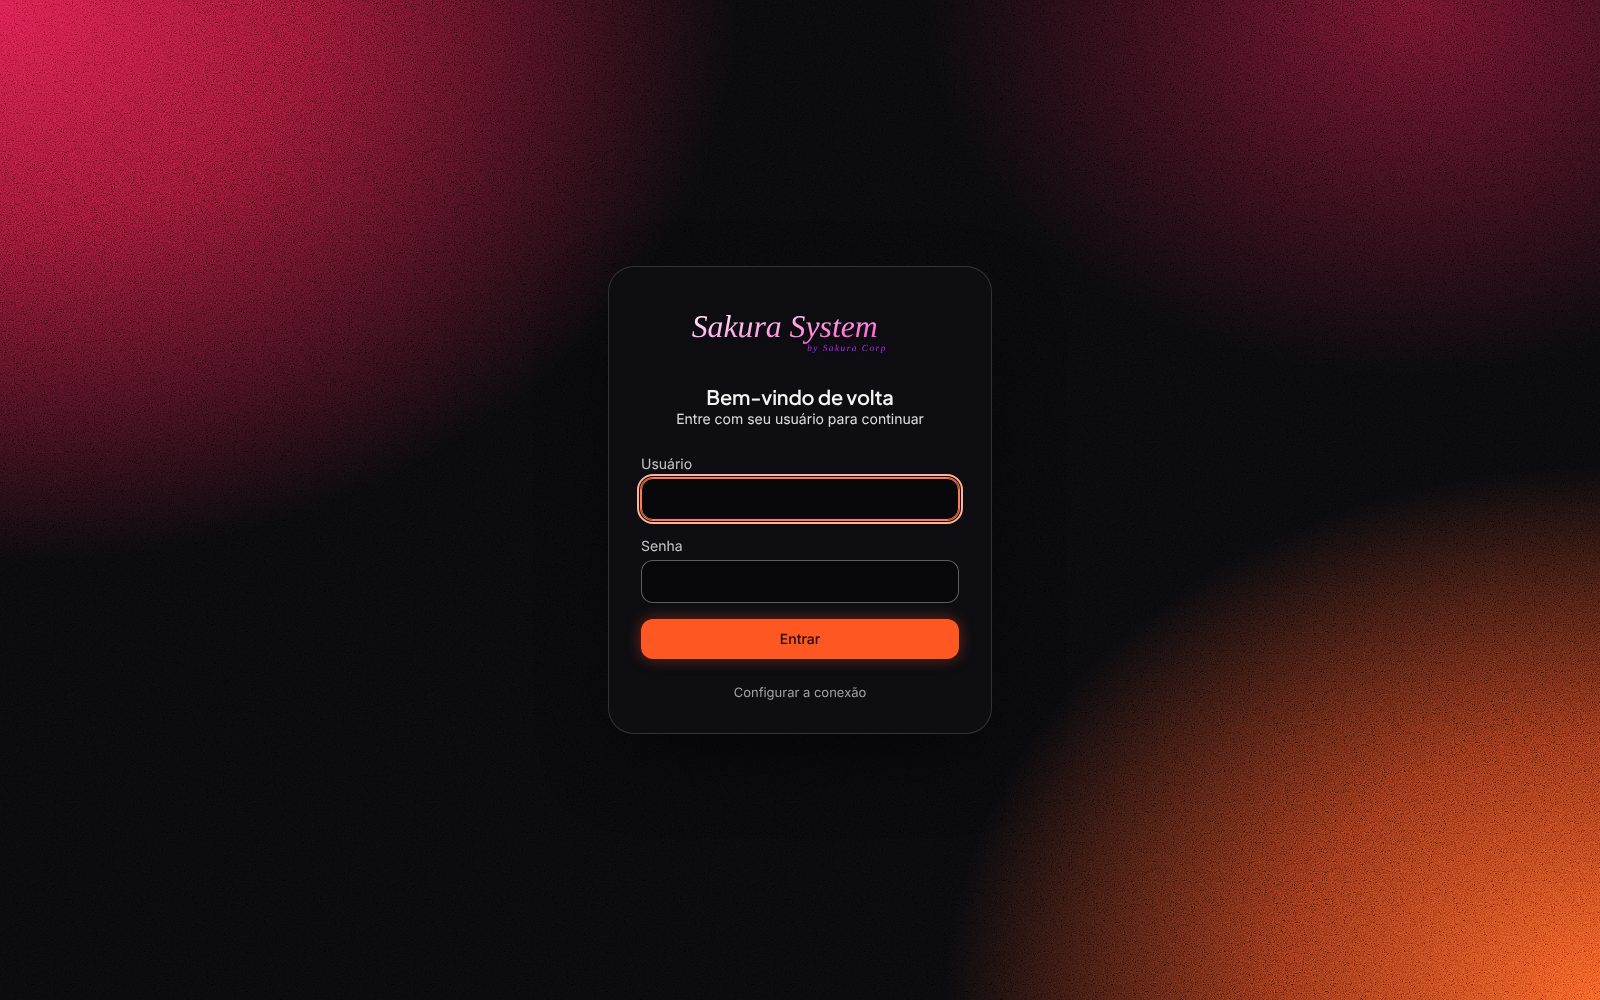 Sakura System
by Sakura Corp
Bem-vindo de volta
Entre com seu usuário para continuar
Usuário
Senha
Entrar
Configurar a conexão